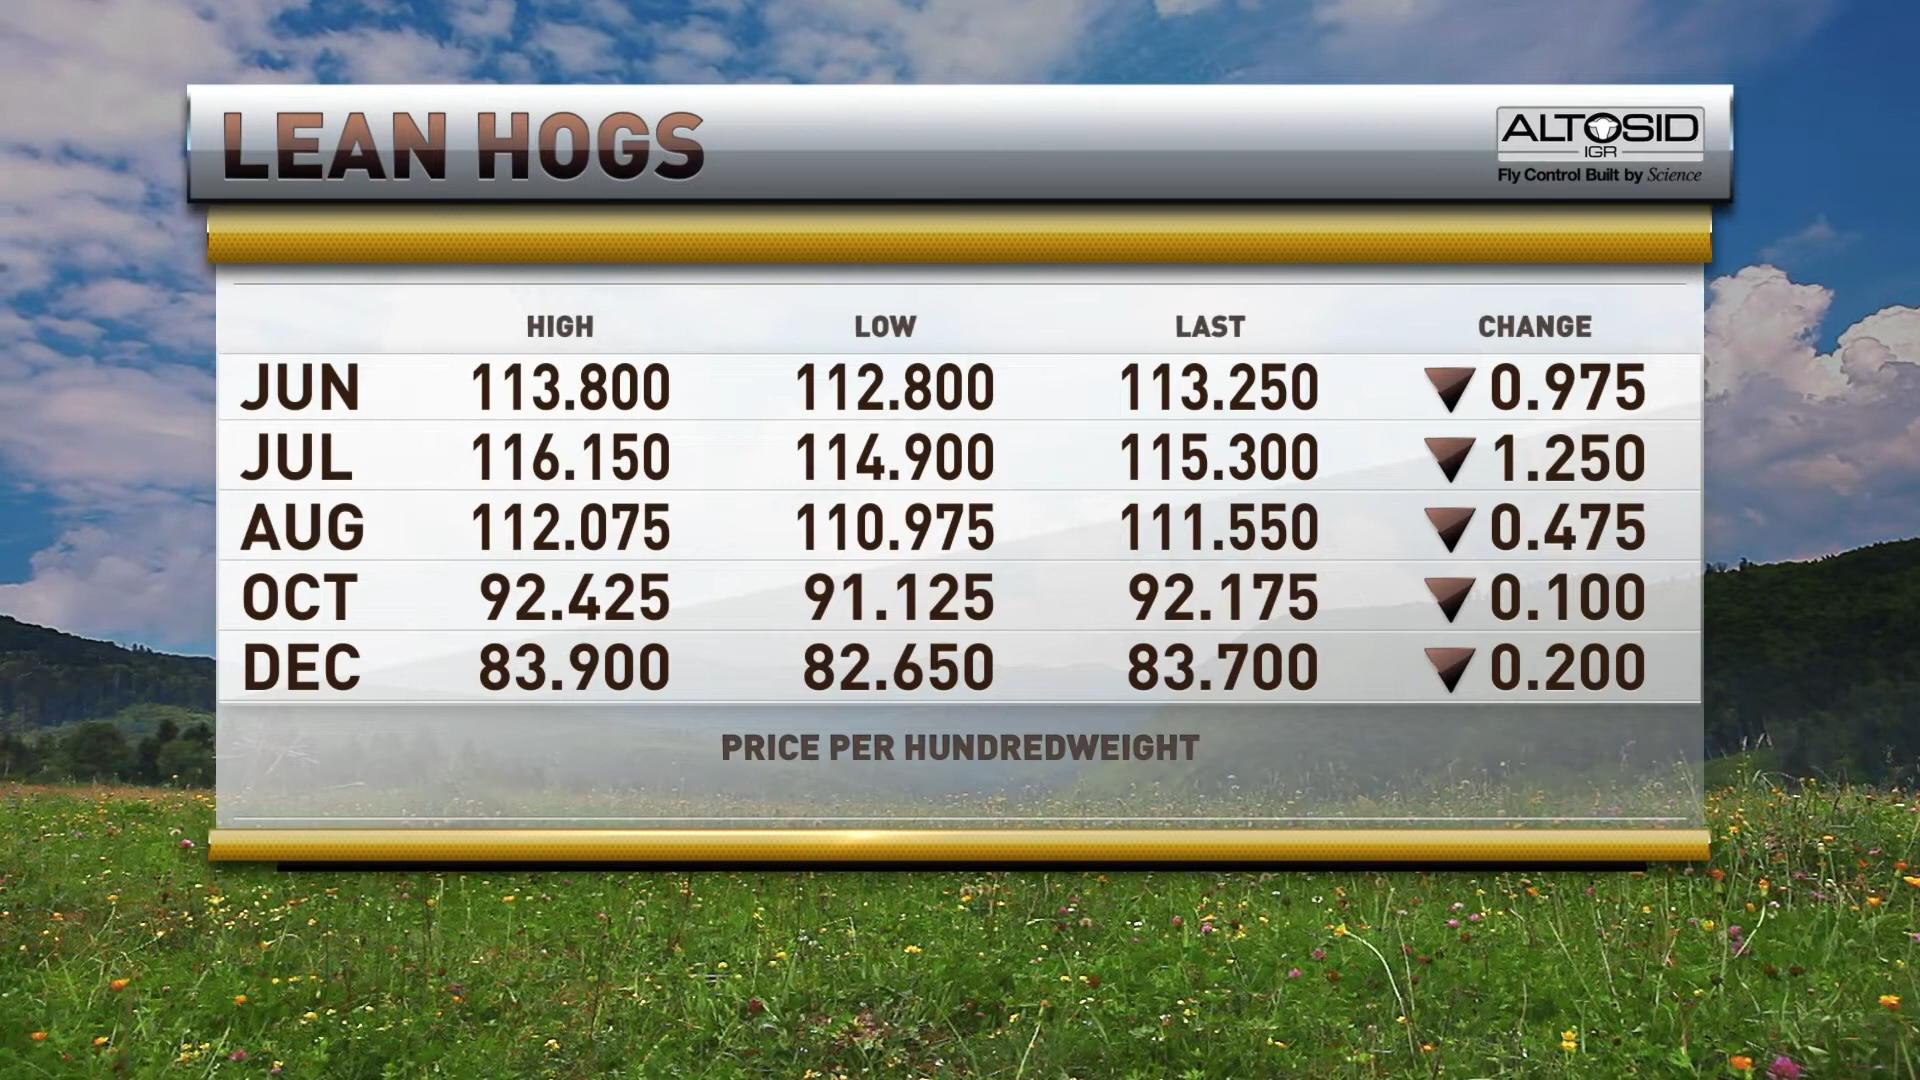 LEAN HOGS
ALTOSID
IGR
Fly Control Built by Science
HIGH LOW LAST CHANGE
JUN 113.800 112.800 113.250 ▼ 0.975
JUL 116.150 114.900 115.300 ▼ 1.250
AUG 112.075 110.975 111.550 ▼ 0.475
OCT 92.425 91.125 92.175 ▼ 0.100
DEC 83.900 82.650 83.700 ▼ 0.200
PRICE PER HUNDREDWEIGHT